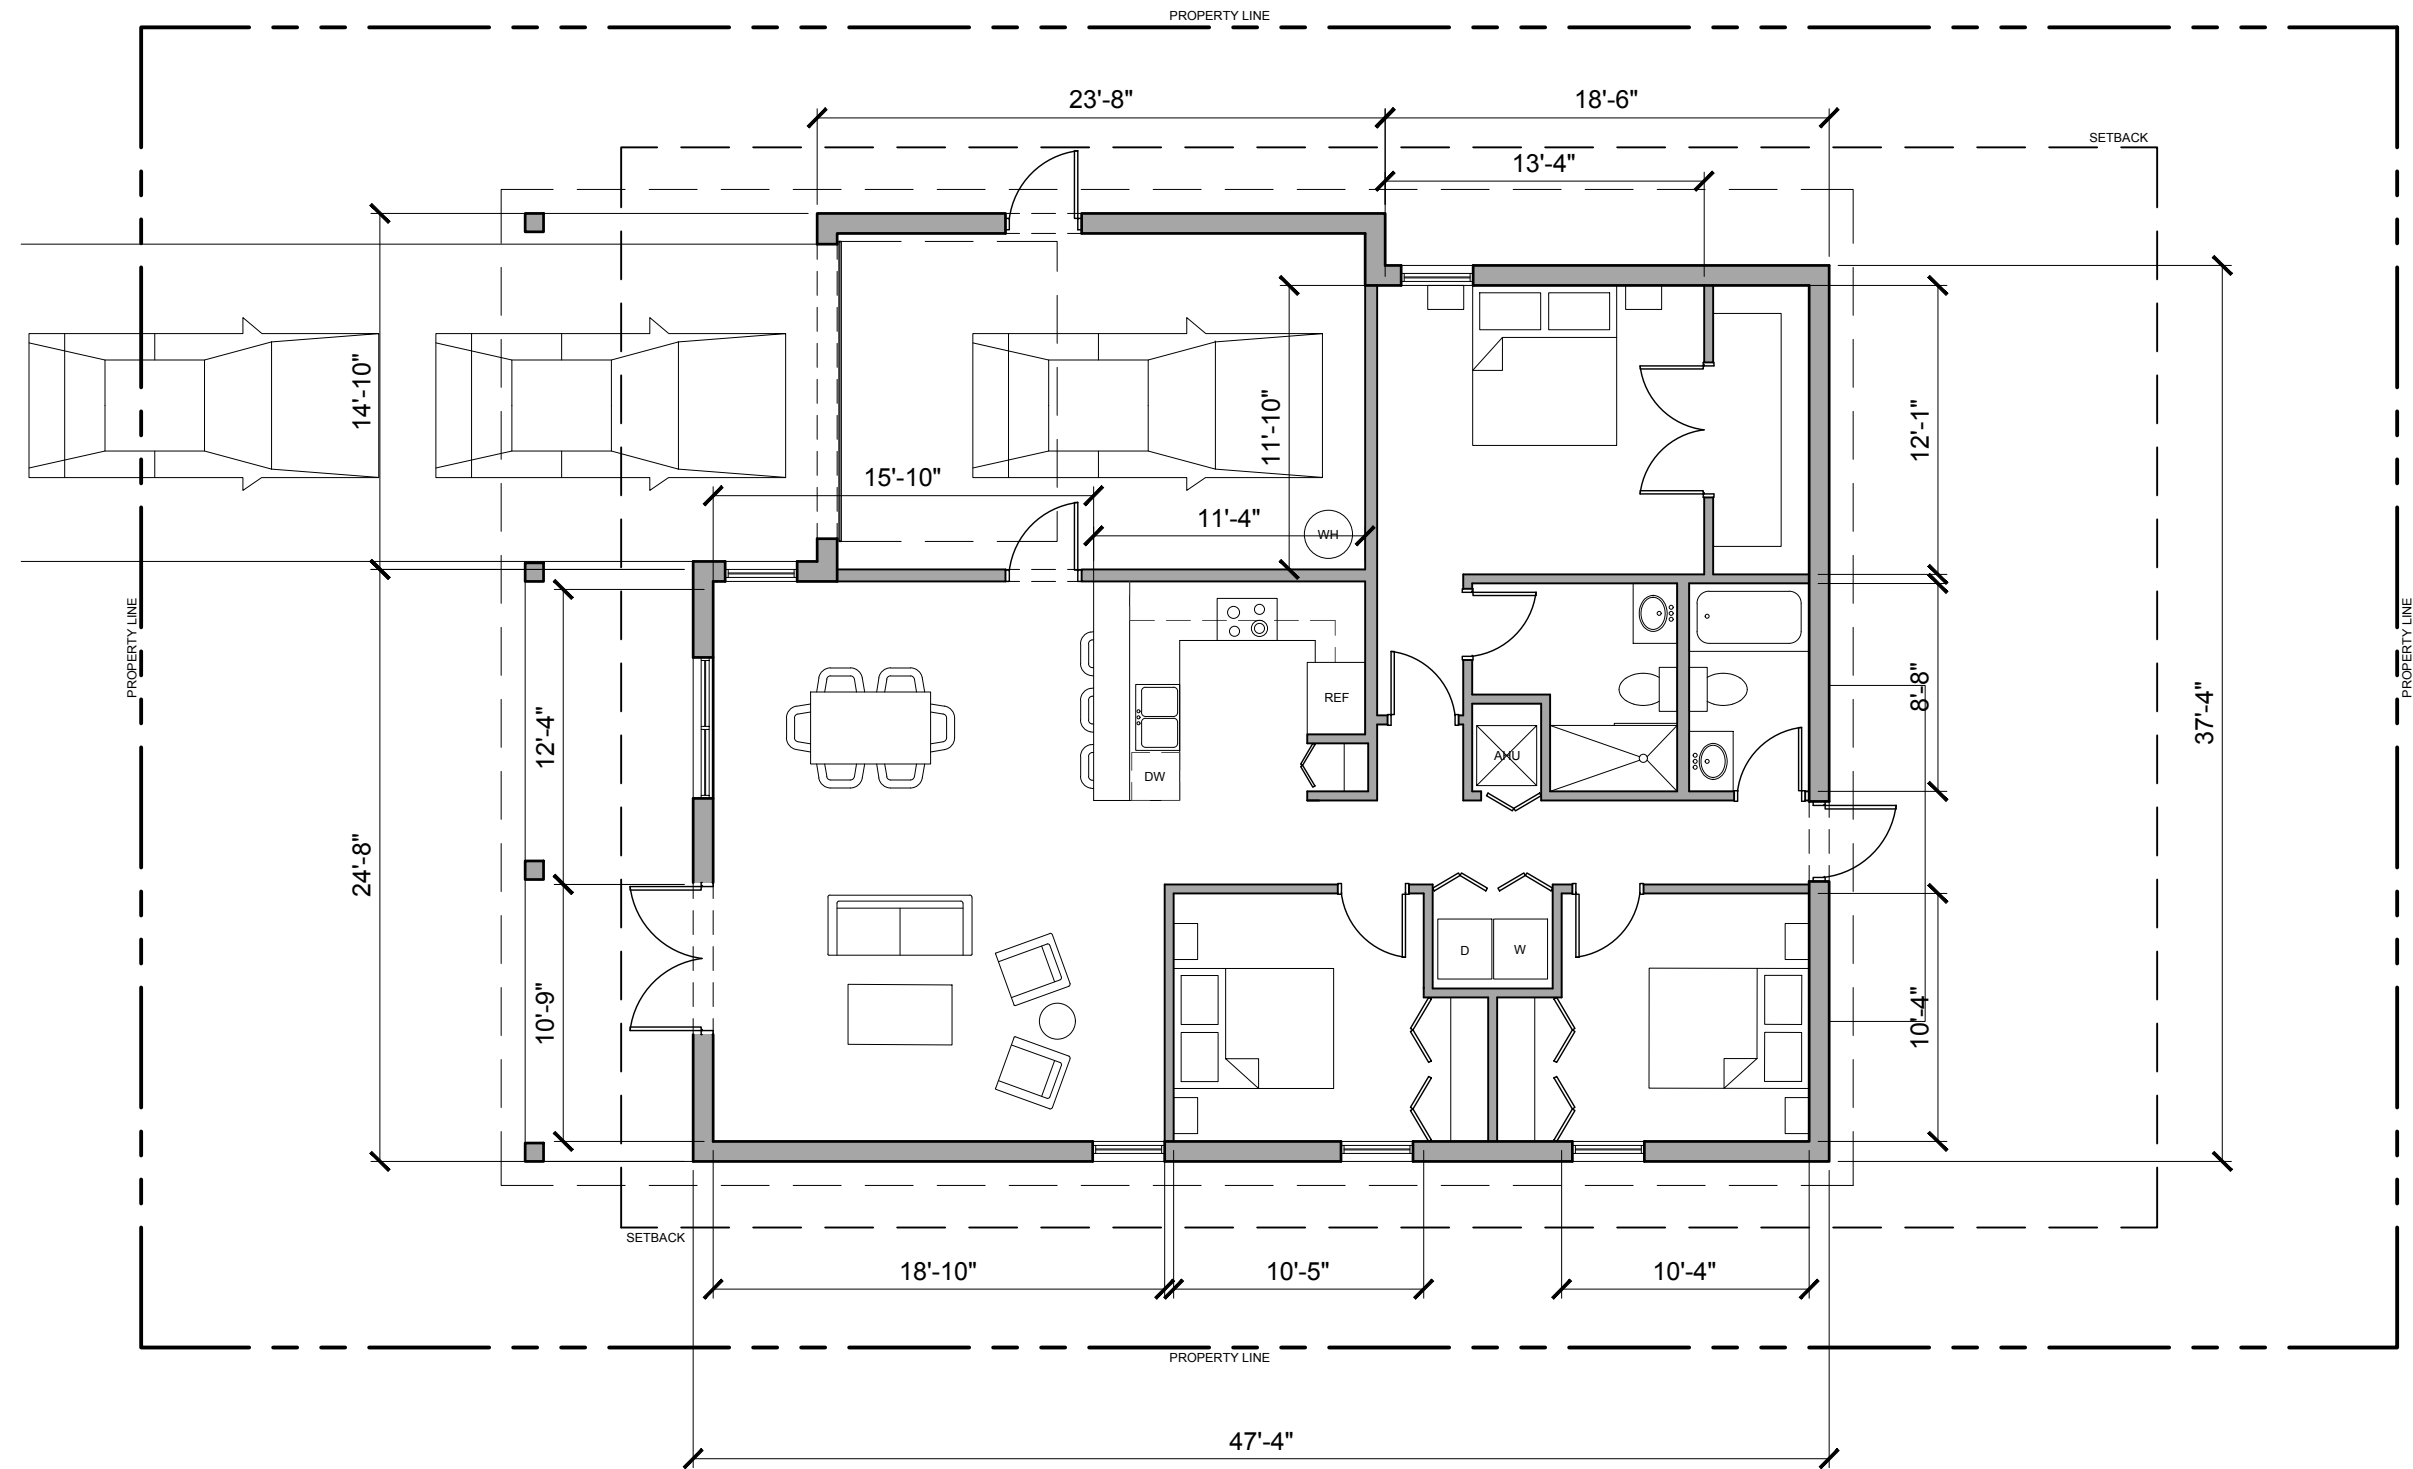 PROPERTY LINE
23'-8"
18'-6"
SETBACK
13'-4"
14'-10"
11'-10"
12'-1"
15'-10"
11'-4"
WH
PROPERTY LINE
PROPERTY LINE
REF
8'-8"
37'-4"
12'-4"
DW
AHU
24'-8"
D
W
10'-9"
10'-4"
SETBACK
18'-10"
10'-5"
10'-4"
PROPERTY LINE
47'-4"